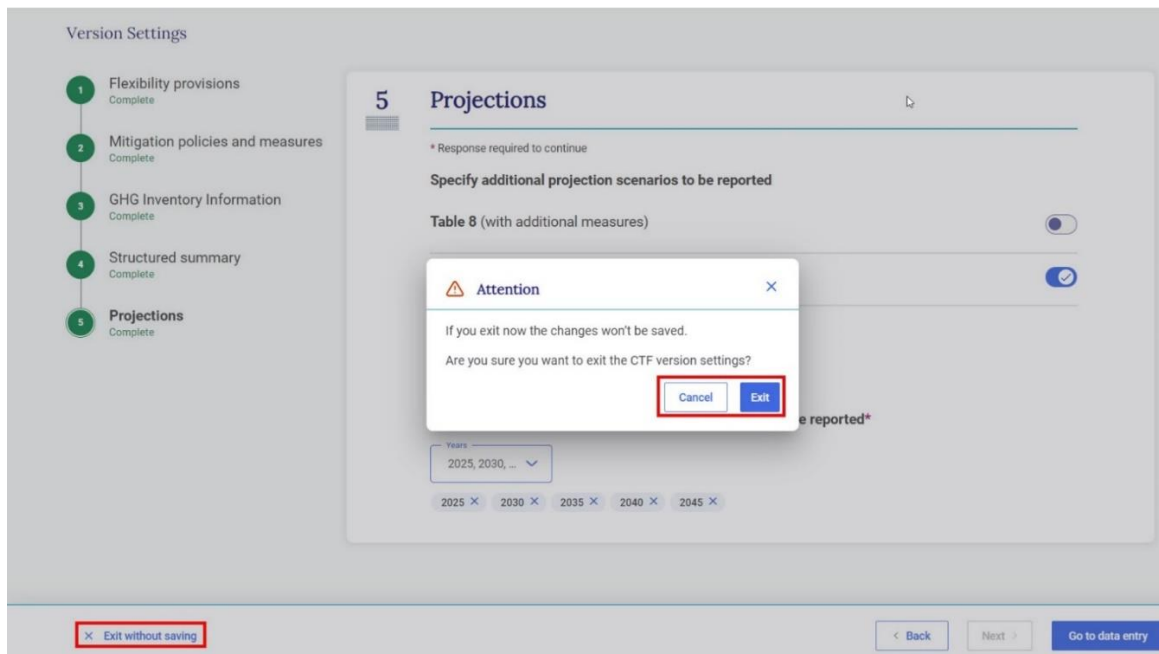 Version Settings
1
Flexibility provisions
Complete
2
Mitigation policies and measures
Complete
3
GHG Inventory Information
Complete
4
Structured summary
Complete
5
Projections
Complete
5 Projections
* Response required to continue
Specify additional projection scenarios to be reported
Table 8 (with additional measures)
Attention
If you exit now the changes won't be saved.
Are you sure you want to exit the CTF version settings?
Cancel Exit
e reported*
Years
2025, 2030, ...
2025 2030 2035 2040 2045
Exit without saving
Back Next Go to data entry